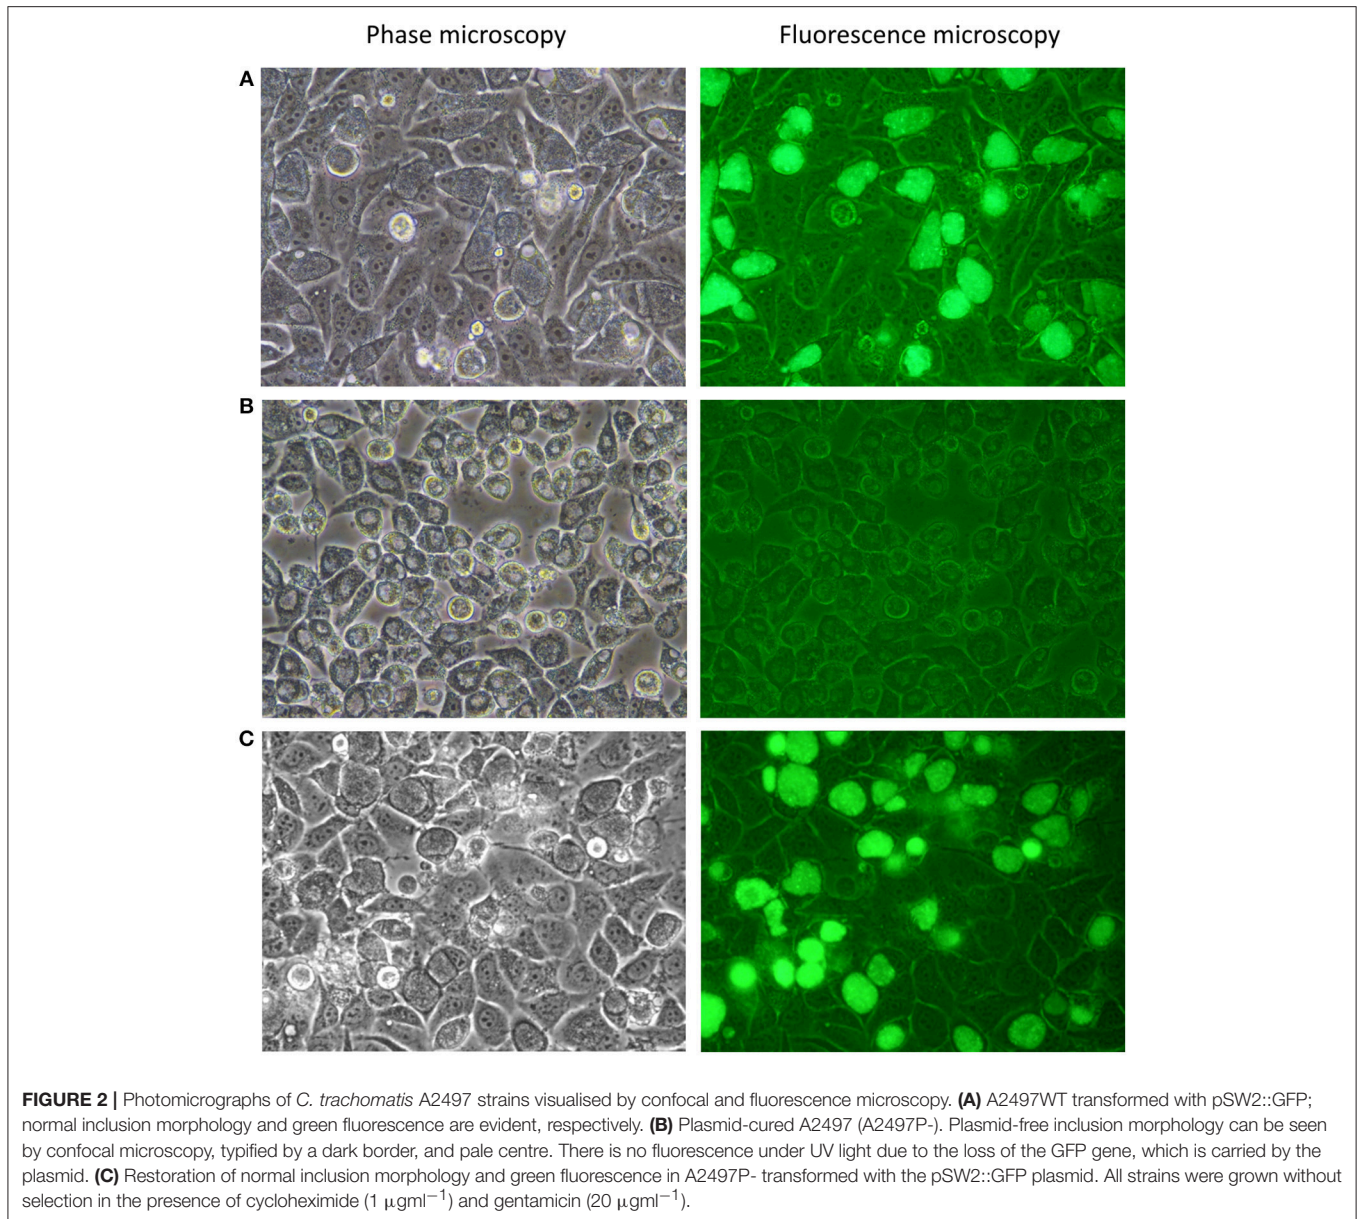 Phase microscopy
Fluorescence microscopy
A
B
C
FIGURE 2 | Photomicrographs of C. trachomatis A2497 strains visualised by confocal and fluorescence microscopy. (A) A2497WT transformed with pSW2::GFP;
normal inclusion morphology and green fluorescence are evident, respectively. (B) Plasmid-cured A2497 (A2497P-). Plasmid-free inclusion morphology can be seen
by confocal microscopy, typified by a dark border, and pale centre. There is no fluorescence under UV light due to the loss of the GFP gene, which is carried by the
plasmid. (C) Restoration of normal inclusion morphology and green fluorescence in A2497P- transformed with the pSW2::GFP plasmid. All strains were grown without
selection in the presence of cycloheximide (1 μgml−1) and gentamicin (20 μgml−1).